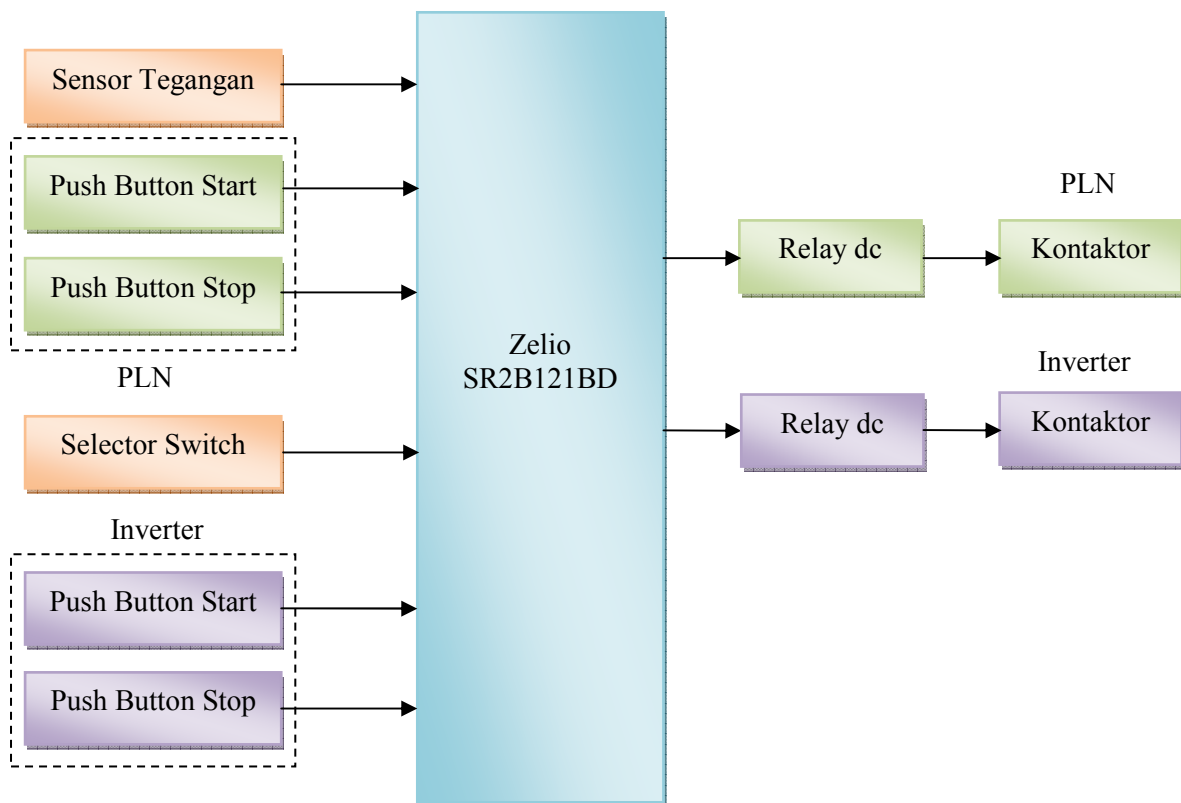 Sensor Tegangan
Push Button Start
Push Button Stop
PLN
Selector Switch
Inverter
Push Button Start
Push Button Stop
Zelio
SR2B121BD
PLN
Relay dc
Kontaktor
Inverter
Relay dc
Kontaktor